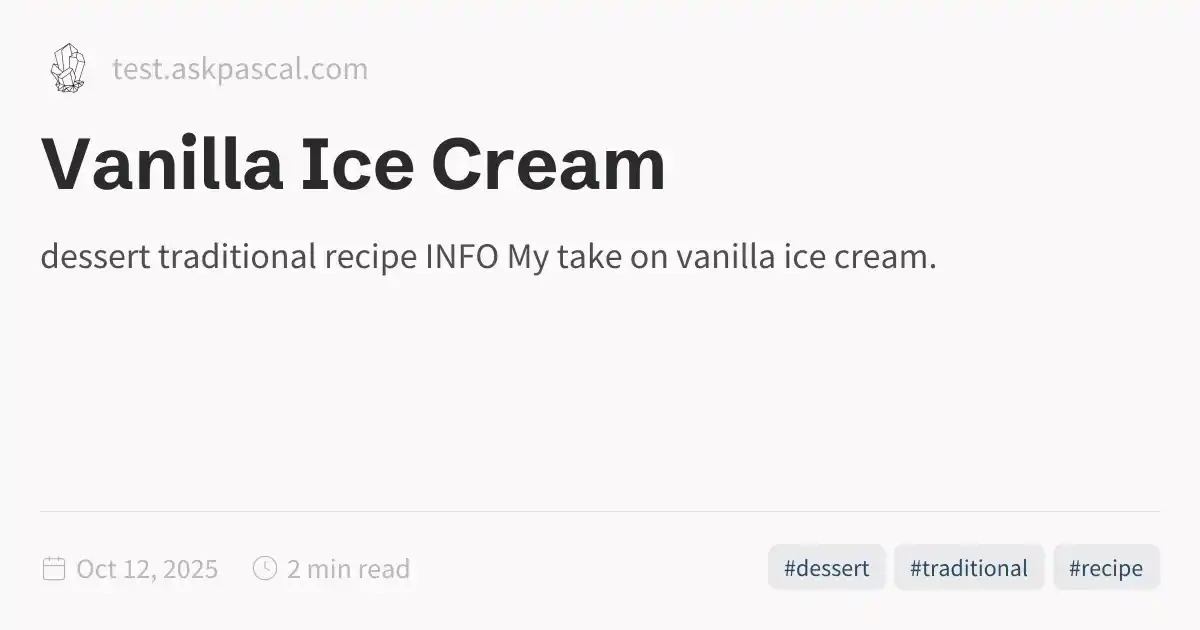 test.askpascal.com
Vanilla Ice Cream
dessert traditional recipe INFO My take on vanilla ice cream.
Oct 12, 2025 2 min read #dessert #traditional #recipe